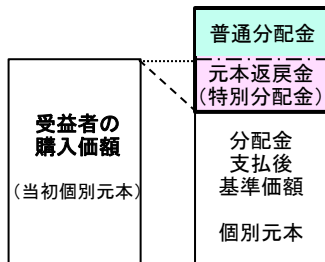 普通分配金
元本返戻金
(特別分配金)
受益者の
購入価額
(当初個別元本)
分配金
支払後
基準価額
個別元本